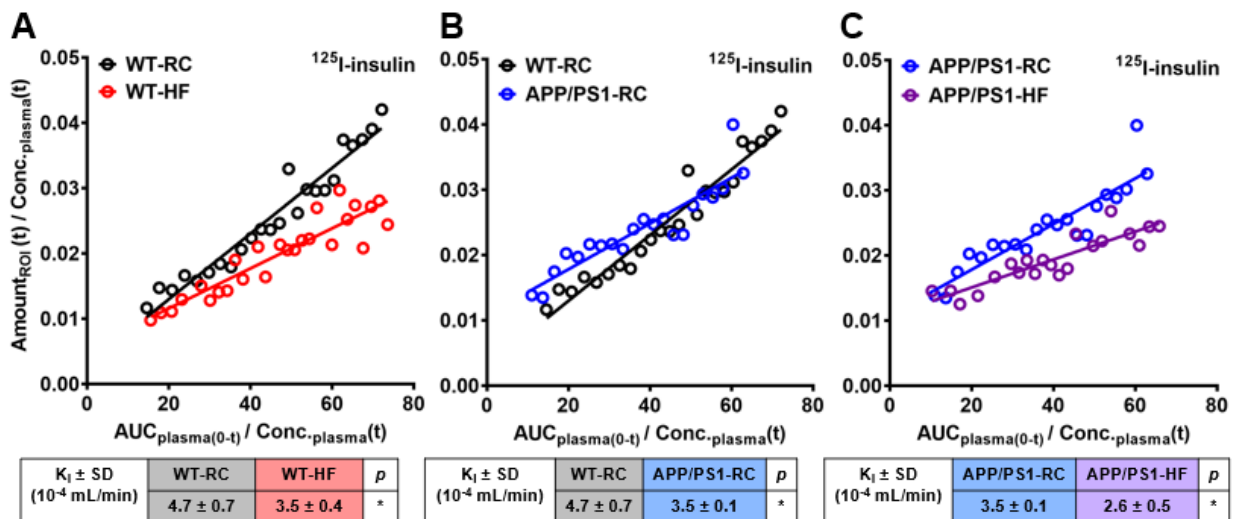 A
0.05
0.04
0.03
0.02
0.01
0.00
0 20 40 60 80
WT-RC
WT-HF
¹²⁵I-insulin
Amount_ROI (t) / Conc._plasma(t)
AUC_plasma(0-t) / Conc._plasma(t)
K_I ± SD (10⁻⁴ mL/min) WT-RC WT-HF p
4.7 ± 0.7 3.5 ± 0.4 *
B
0.05
0.04
0.03
0.02
0.01
0.00
0 20 40 60 80
WT-RC
APP/PS1-RC
¹²⁵I-insulin
AUC_plasma(0-t) / Conc._plasma(t)
K_I ± SD (10⁻⁴ mL/min) WT-RC APP/PS1-RC p
4.7 ± 0.7 3.5 ± 0.1 *
C
0.05
0.04
0.03
0.02
0.01
0.00
0 20 40 60 80
APP/PS1-RC
APP/PS1-HF
¹²⁵I-insulin
AUC_plasma(0-t) / Conc._plasma(t)
K_I ± SD (10⁻⁴ mL/min) APP/PS1-RC APP/PS1-HF p
3.5 ± 0.1 2.6 ± 0.5 *